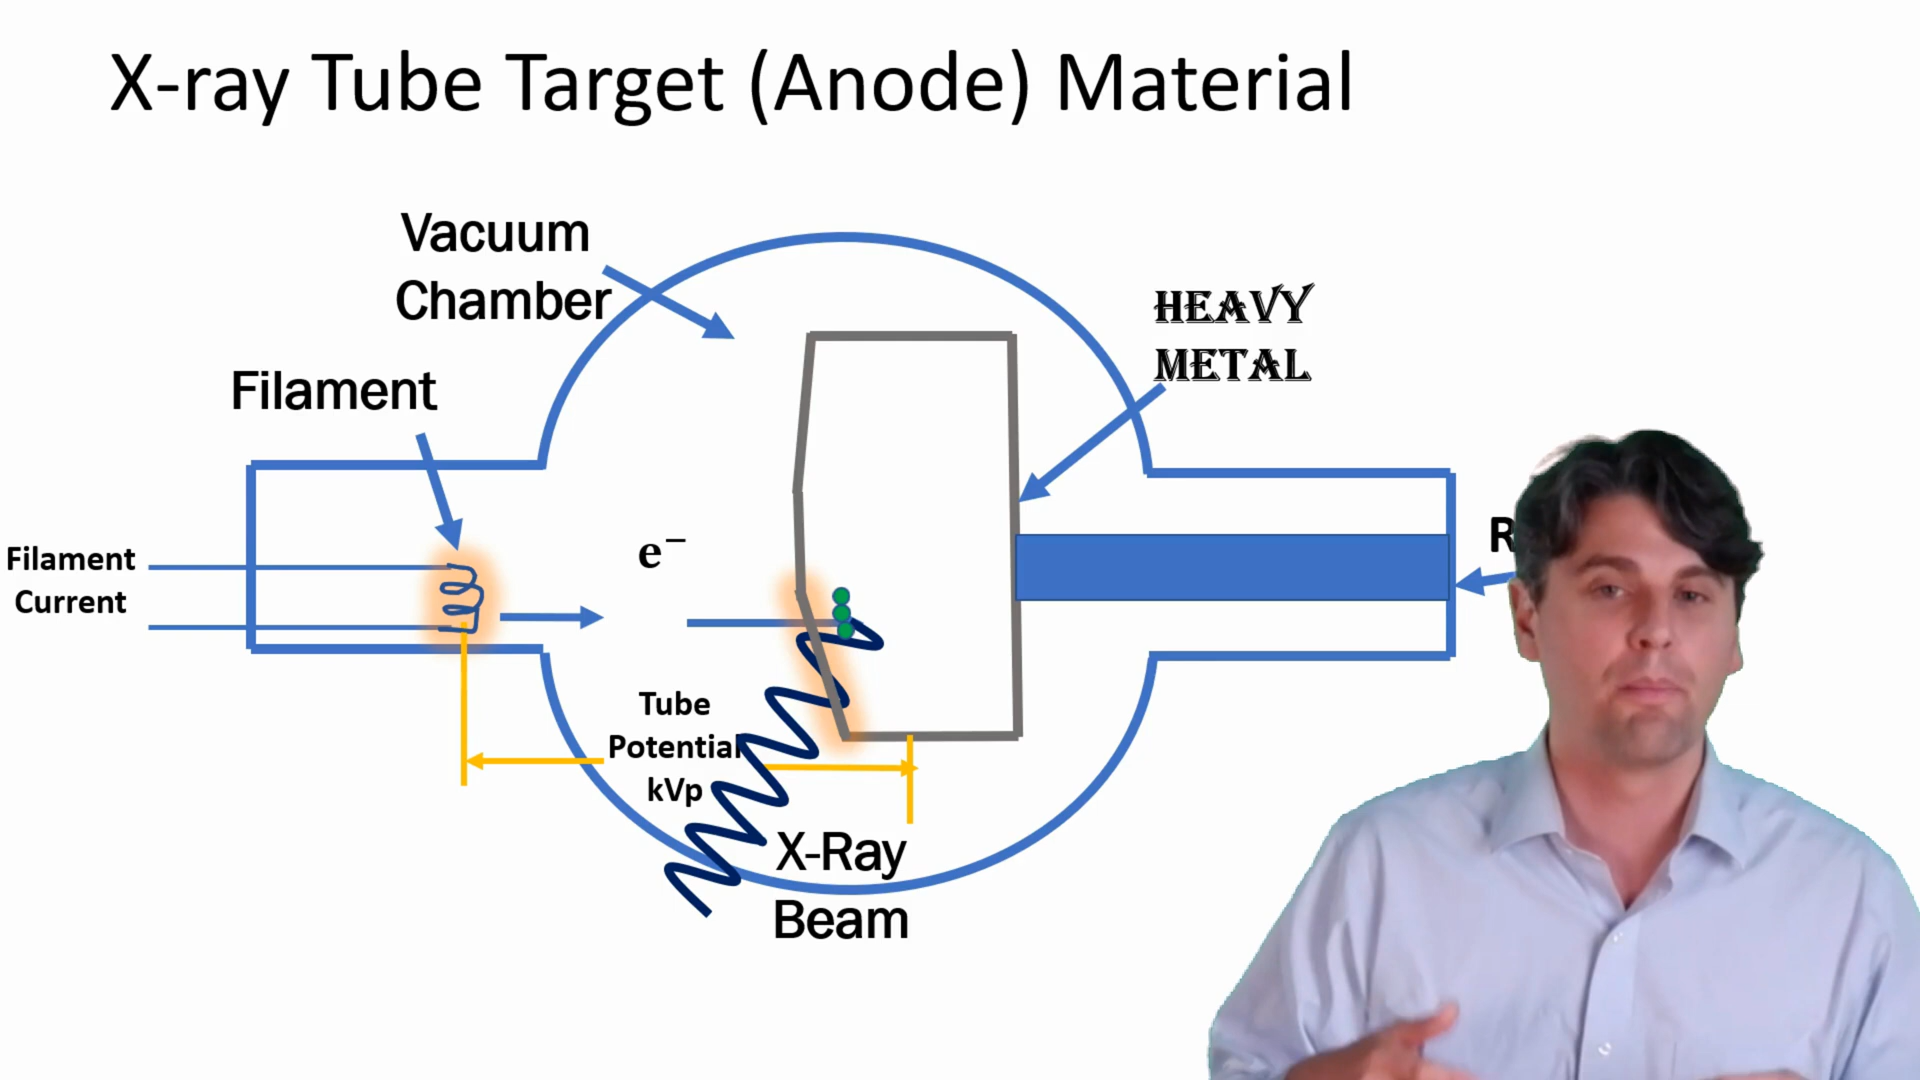 X-ray Tube Target (Anode) Material
Vacuum
Chamber
HEAVY
METAL
Filament
Filament
Current
e⁻
R
Tube
Potential
kVp
X-Ray
Beam